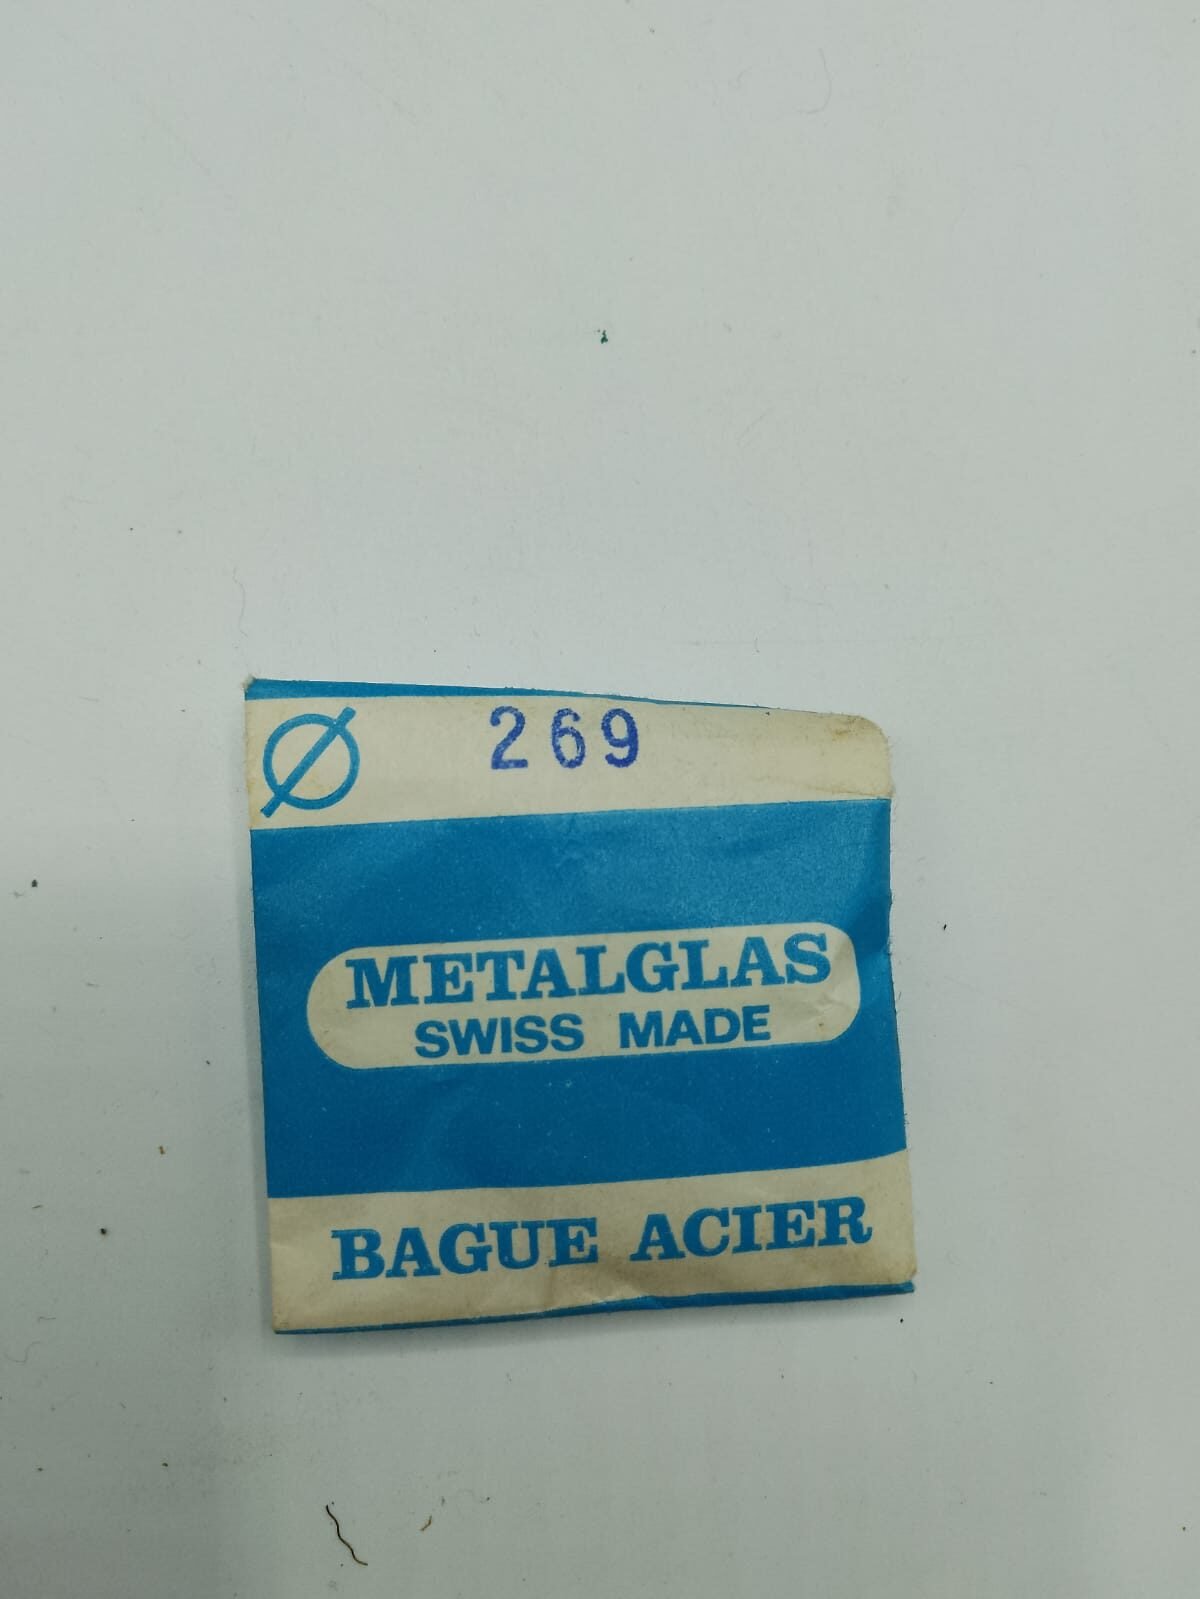 Ø 269
METALGLAS
SWISS MADE
BAGUE ACIER